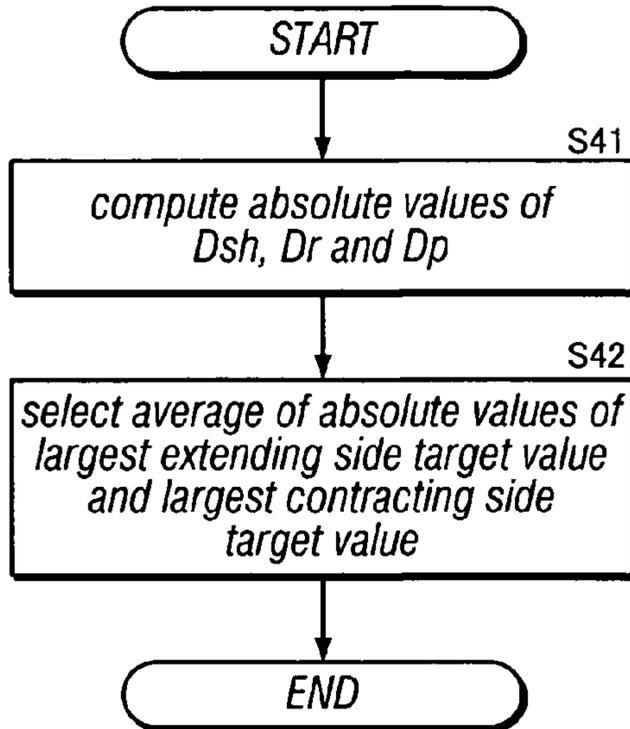 START
S41
compute absolute values of
Dsh, Dr and Dp
S42
select average of absolute values of
largest extending side target value
and largest contracting side
target value
END